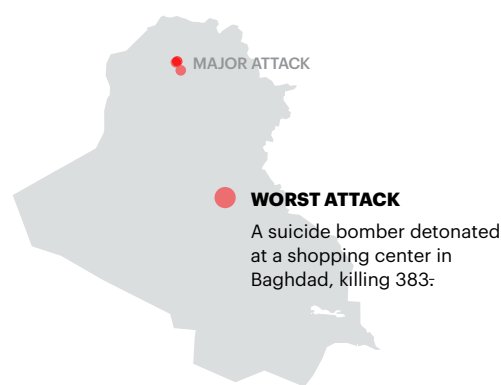 MAJOR ATTACK
WORST ATTACK
A suicide bomber detonated
at a shopping center in
Baghdad, killing 383.